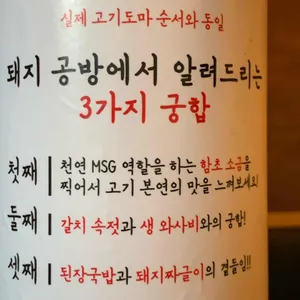 실제 고기도마 순서와 동일
돼지 공방에서 알려드리는
3가지 궁합
첫째 | 천연 MSG 역할을 하는 함초 소금을
찍어서 고기 본연의 맛을 느껴보세요!
둘째 | 갈치 속젓과 생 와사비와의 궁합!
셋째 | 된장국밥과 돼지짜글이의 곁들임!!